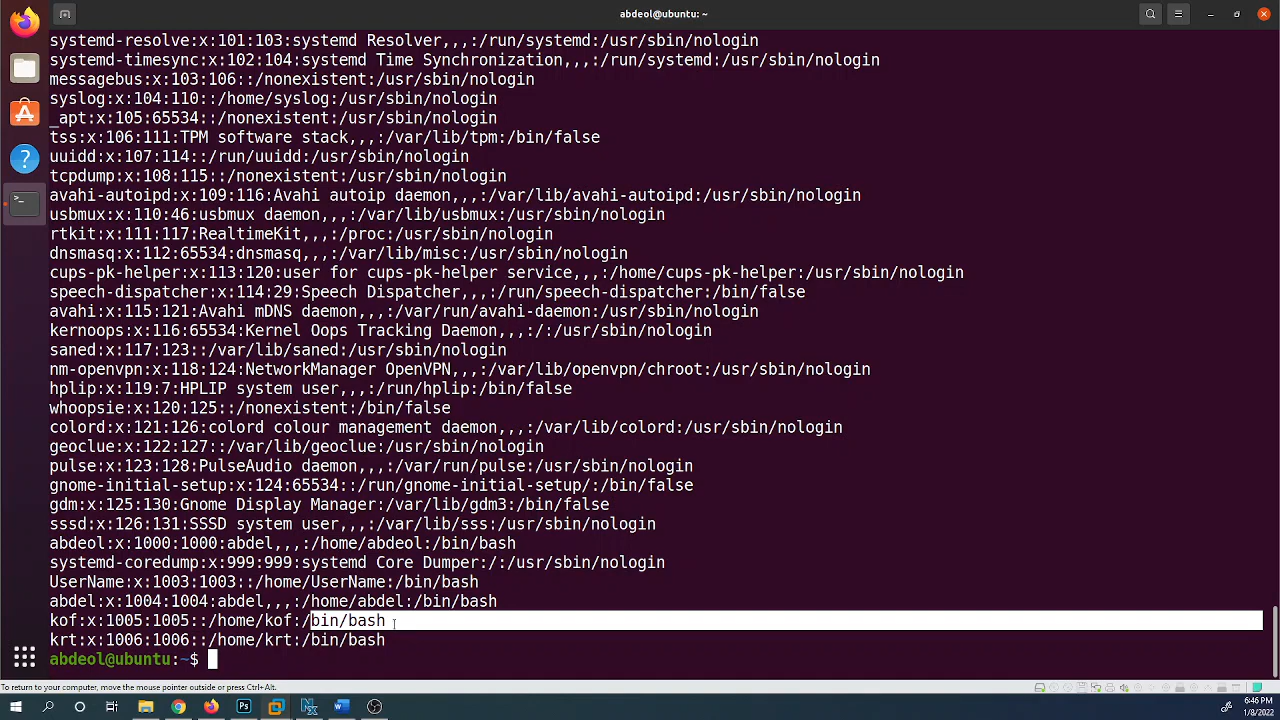 abdeol@ubuntu: ~
systemd-resolve:x:101:103:systemd Resolver,,,:/run/systemd:/usr/sbin/nologin
systemd-timesync:x:102:104:systemd Time Synchronization,,,:/run/systemd:/usr/sbin/nologin
messagebus:x:103:106::/nonexistent:/usr/sbin/nologin
syslog:x:104:110::/home/syslog:/usr/sbin/nologin
_apt:x:105:65534::/nonexistent:/usr/sbin/nologin
tss:x:106:111:TPM software stack,,,:/var/lib/tpm:/bin/false
uuidd:x:107:114::/run/uuidd:/usr/sbin/nologin
tcpdump:x:108:115::/nonexistent:/usr/sbin/nologin
avahi-autoipd:x:109:116:Avahi autoip daemon,,,:/var/lib/avahi-autoipd:/usr/sbin/nologin
usbmux:x:110:46:usbmux daemon,,,:/var/lib/usbmux:/usr/sbin/nologin
rtkit:x:111:117:RealtimeKit,,,:/proc:/usr/sbin/nologin
dnsmasq:x:112:65534:dnsmasq,,,:/var/lib/misc:/usr/sbin/nologin
cups-pk-helper:x:113:120:user for cups-pk-helper service,,,:/home/cups-pk-helper:/usr/sbin/nologin
speech-dispatcher:x:114:29:Speech Dispatcher,,,:/run/speech-dispatcher:/bin/false
avahi:x:115:121:Avahi mDNS daemon,,,:/var/run/avahi-daemon:/usr/sbin/nologin
kernoops:x:116:65534:Kernel Oops Tracking Daemon,,,:/:/usr/sbin/nologin
saned:x:117:123::/var/lib/saned:/usr/sbin/nologin
nm-openvpn:x:118:124:NetworkManager OpenVPN,,,:/var/lib/openvpn/chroot:/usr/sbin/nologin
hplip:x:119:7:HPLIP system user,,,:/run/hplip:/bin/false
whoopsie:x:120:125::/nonexistent:/bin/false
colord:x:121:126:colord colour management daemon,,,:/var/lib/colord:/usr/sbin/nologin
geoclue:x:122:127::/var/lib/geoclue:/usr/sbin/nologin
pulse:x:123:128:PulseAudio daemon,,,:/var/run/pulse:/usr/sbin/nologin
gnome-initial-setup:x:124:65534::/run/gnome-initial-setup/:/bin/false
gdm:x:125:130:Gnome Display Manager:/var/lib/gdm3:/bin/false
sssd:x:126:131:SSSD system user,,,:/var/lib/sss:/usr/sbin/nologin
abdeol:x:1000:1000:abdel,,,:/home/abdeol:/bin/bash
systemd-coredump:x:999:999:systemd Core Dumper:/:/usr/sbin/nologin
UserName:x:1003:1003::/home/UserName:/bin/bash
abdel:x:1004:1004:abdel,,,:/home/abdel:/bin/bash
kof:x:1005:1005::/home/kof:/bin/bash
krt:x:1006:1006::/home/krt:/bin/bash
abdeol@ubuntu:~$
To return to your computer, move the mouse pointer outside or press Ctrl+Alt.
6:46 PM
1/8/2022